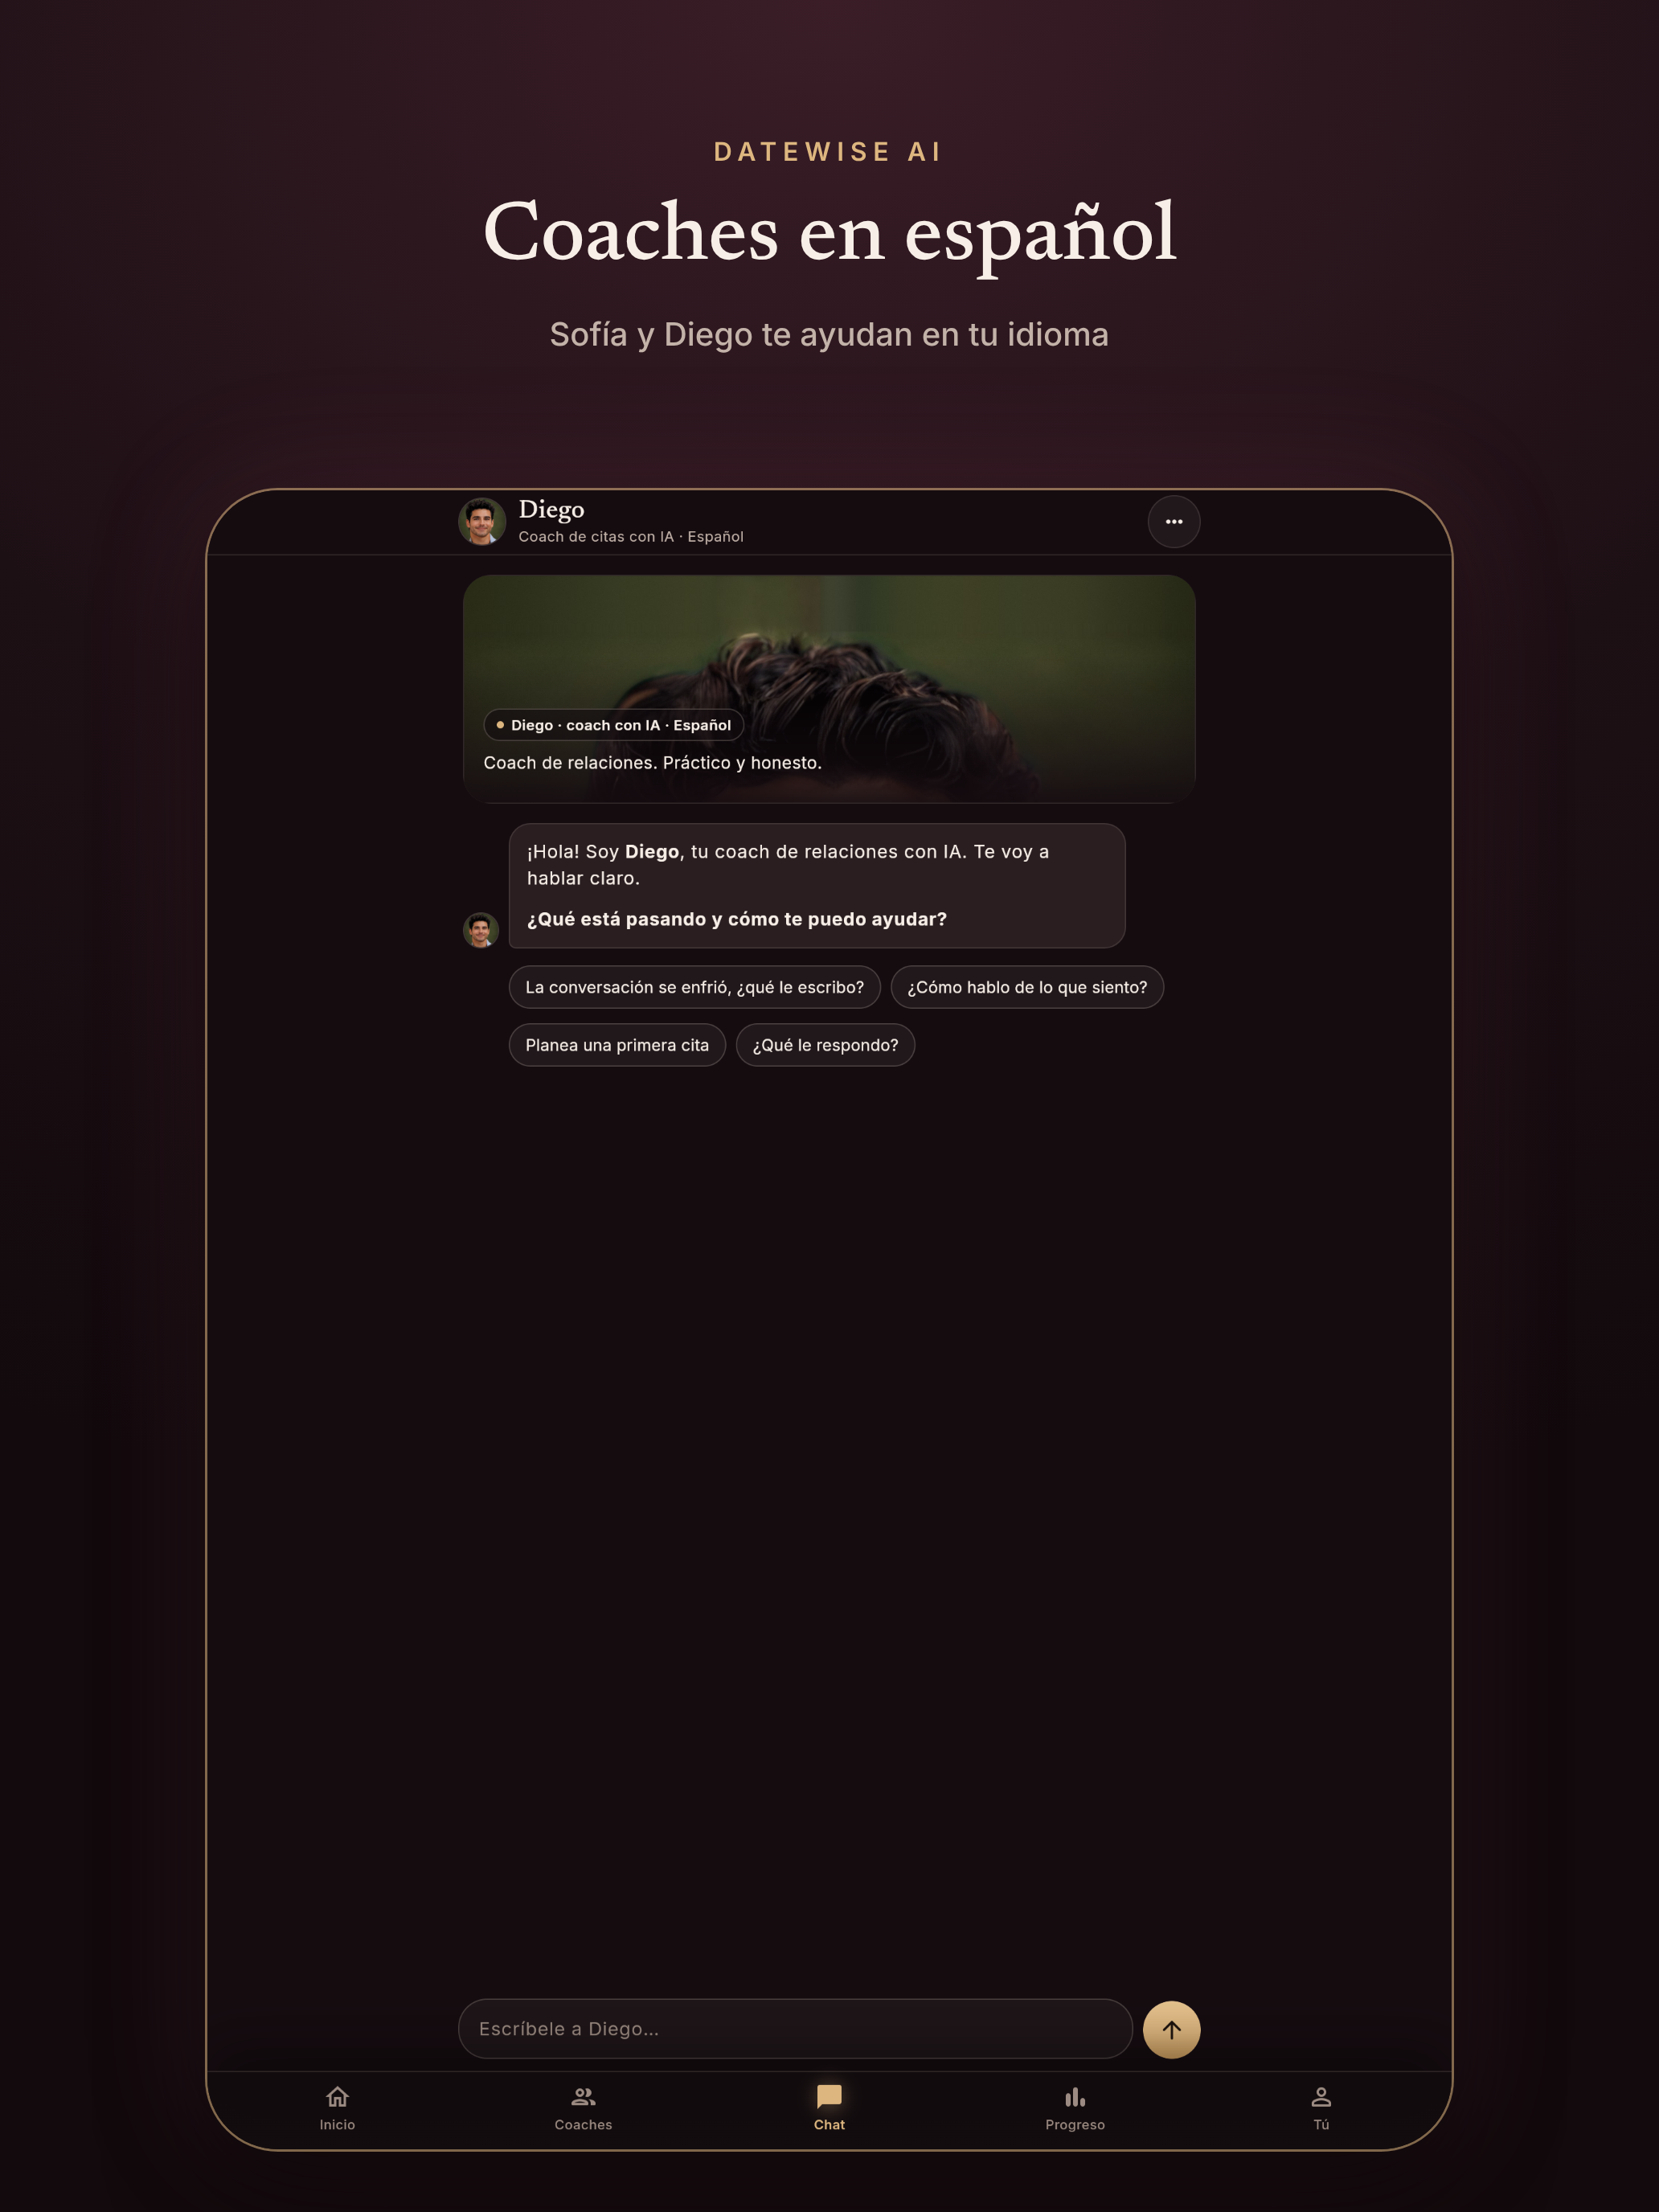 DATEWISE AI
Coaches en español
Sofía y Diego te ayudan en tu idioma
Diego
Coach de citas con IA · Español
Diego · coach con IA · Español
Coach de relaciones. Práctico y honesto.
¡Hola! Soy Diego, tu coach de relaciones con IA. Te voy a
hablar claro.
¿Qué está pasando y cómo te puedo ayudar?
La conversación se enfrió, ¿qué le escribo?
¿Cómo hablo de lo que siento?
Planea una primera cita
¿Qué le respondo?
Escríbele a Diego...
Inicio
Coaches
Chat
Progreso
Tú